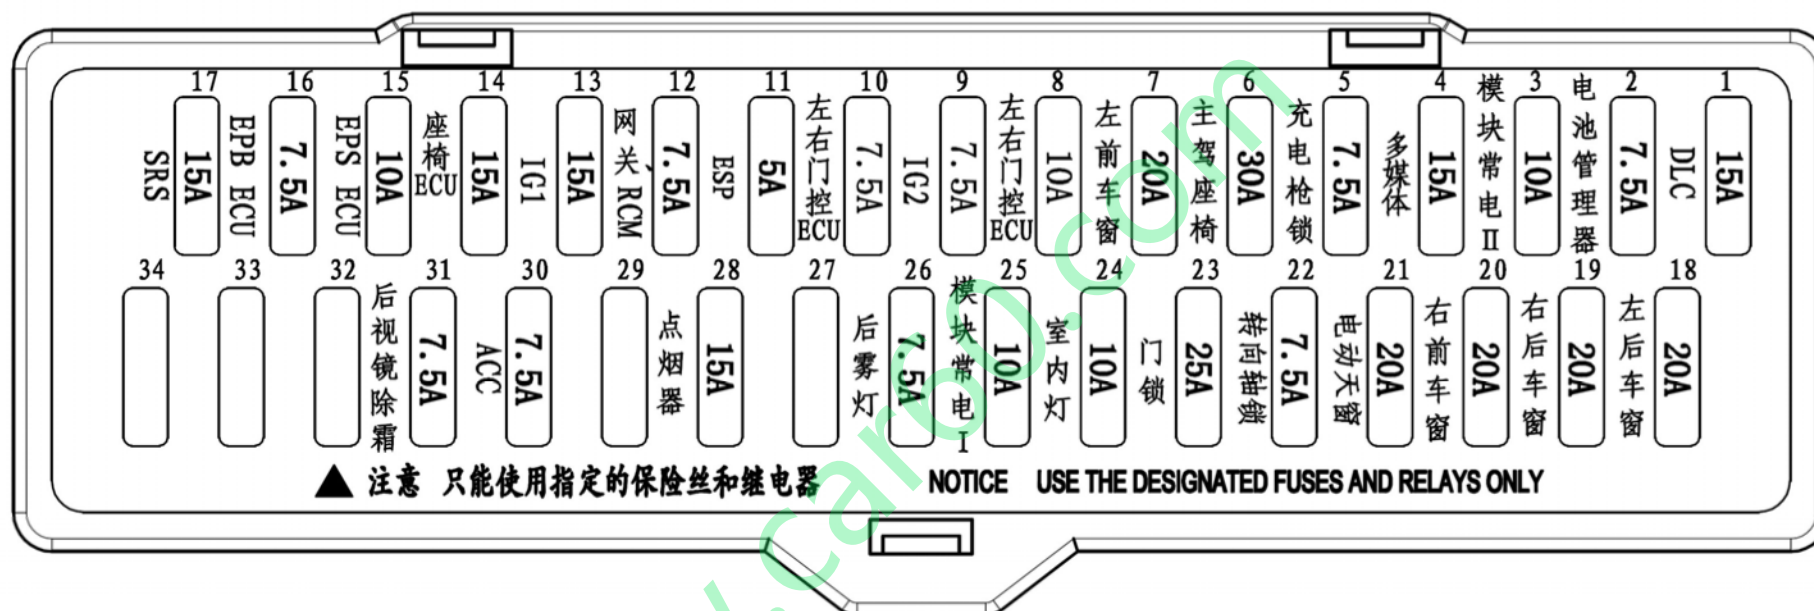 17 16 15 14 13 12 11 10 9 8 7 6 5 4 3 2 1
SRS
15A
EPB ECU
7.5A
EPS ECU
10A
座椅ECU
15A
IG1
15A
网关、RCM
7.5A
ESP
5A
左右门控ECU
7.5A
IG2
7.5A
左右门控ECU
10A
左前车窗
20A
主驾座椅
30A
充电枪锁
7.5A
多媒体
15A
模块常电II
10A
电池管理器
7.5A
DLC
15A
34 33 32 31 30 29 28 27 26 25 24 23 22 21 20 19 18
后视镜除霜
7.5A
ACC
7.5A
点烟器
15A
后雾灯
7.5A
模块常电I
10A
室内灯
10A
门锁
25A
转向轴锁
7.5A
电动天窗
20A
右前车窗
20A
右后车窗
20A
左后车窗
20A
注意 只能使用指定的保险丝和继电器 NOTICE USE THE DESIGNATED FUSES AND RELAYS ONLY
.car60.com